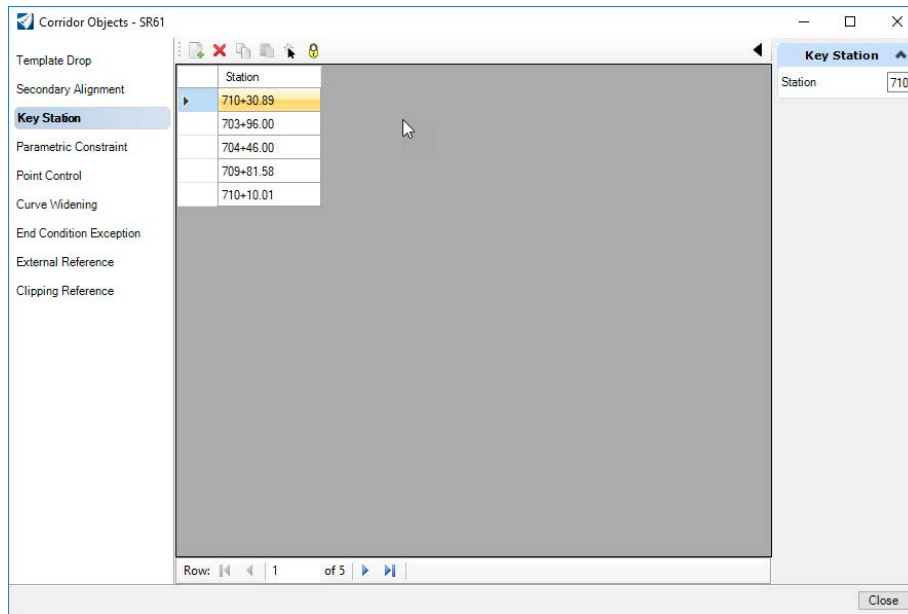 Corridor Objects - SR61
Template Drop
Secondary Alignment
Key Station
Parametric Constraint
Point Control
Curve Widening
End Condition Exception
External Reference
Clipping Reference
Station
710+30.89
703+96.00
704+46.00
709+81.58
710+10.01
Row: 1 of 5
Key Station
Station 710
Close